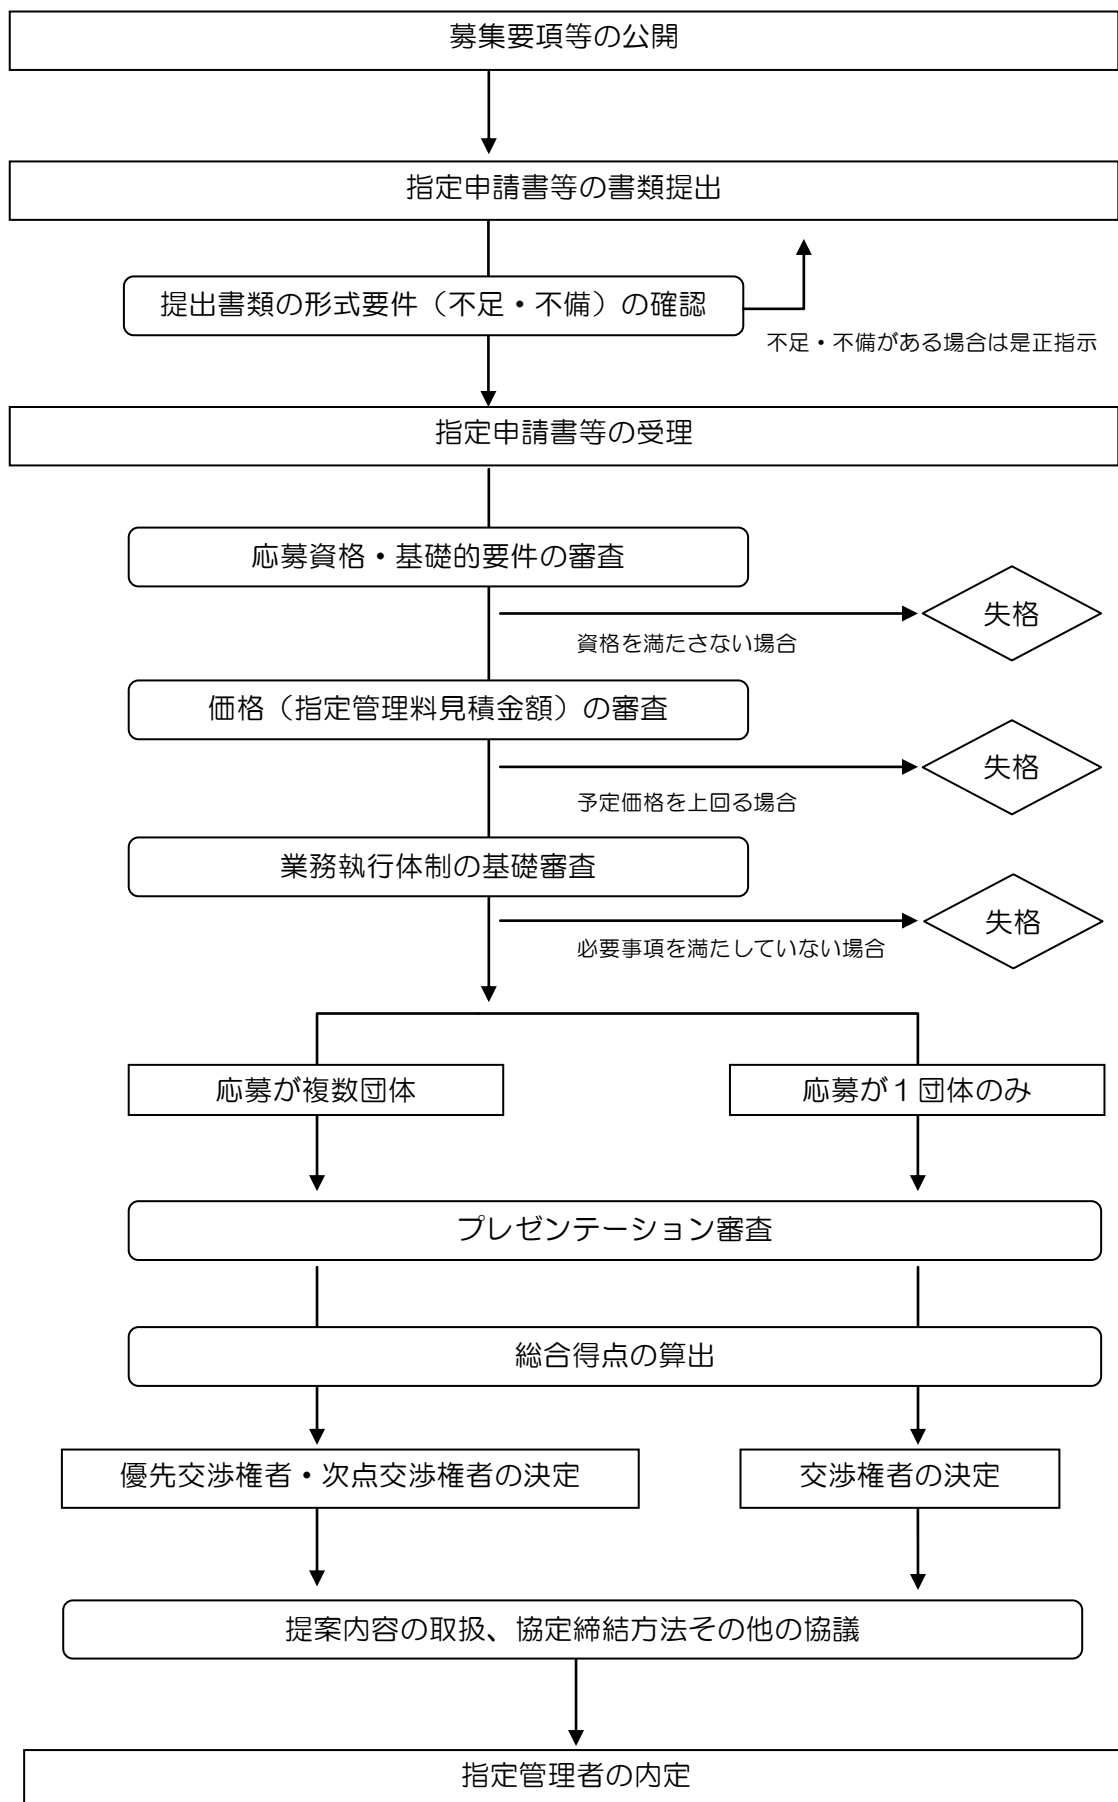 募集要項等の公開
指定申請書等の書類提出
提出書類の形式要件（不足・不備）の確認
不足・不備がある場合は是正指示
指定申請書等の受理
応募資格・基礎的要件の審査
失格
資格を満たさない場合
価格（指定管理料見積金額）の審査
失格
予定価格を上回る場合
業務執行体制の基礎審査
失格
必要事項を満たしていない場合
応募が複数団体
応募が１団体のみ
プレゼンテーション審査
総合得点の算出
優先交渉権者・次点交渉権者の決定
交渉権者の決定
提案内容の取扱、協定締結方法その他の協議
指定管理者の内定